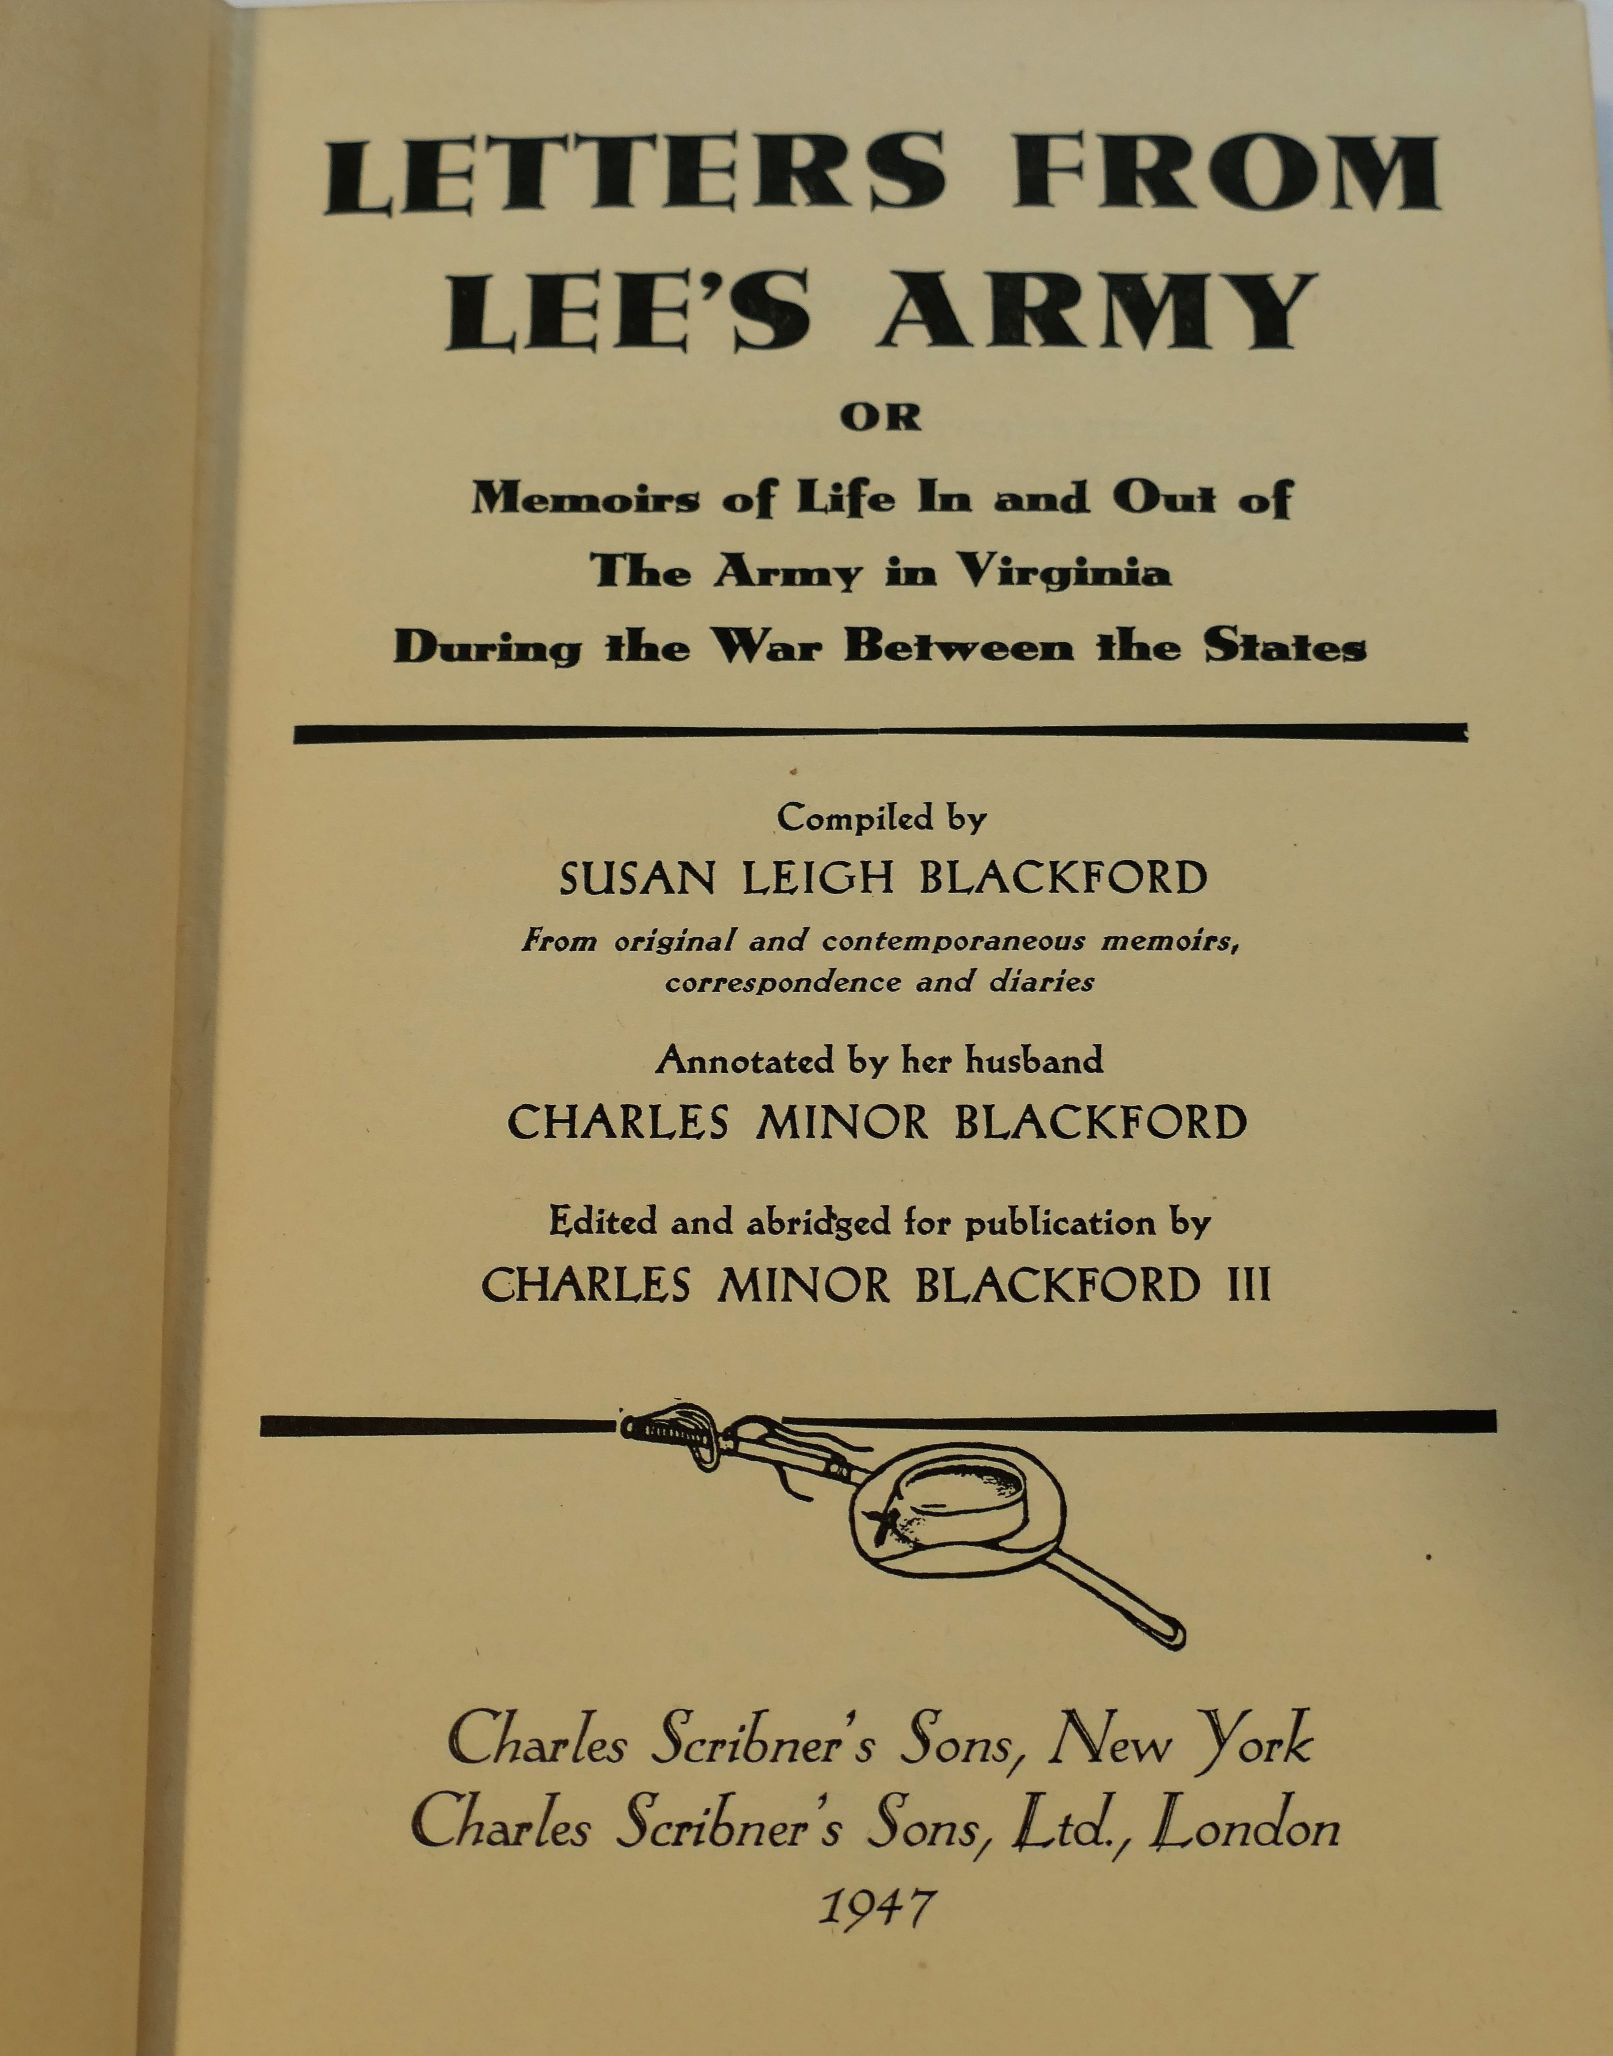 LETTERS FROM
LEE'S ARMY
OR
Memoirs of Life In and Out of
The Army in Virginia
During the War Between the States
Compiled by
SUSAN LEIGH BLACKFORD
From original and contemporaneous memoirs,
correspondence and diaries
Annotated by her husband
CHARLES MINOR BLACKFORD
Edited and abridged for publication by
CHARLES MINOR BLACKFORD III
Charles Scribner's Sons, New York
Charles Scribner's Sons, Ltd., London
1947